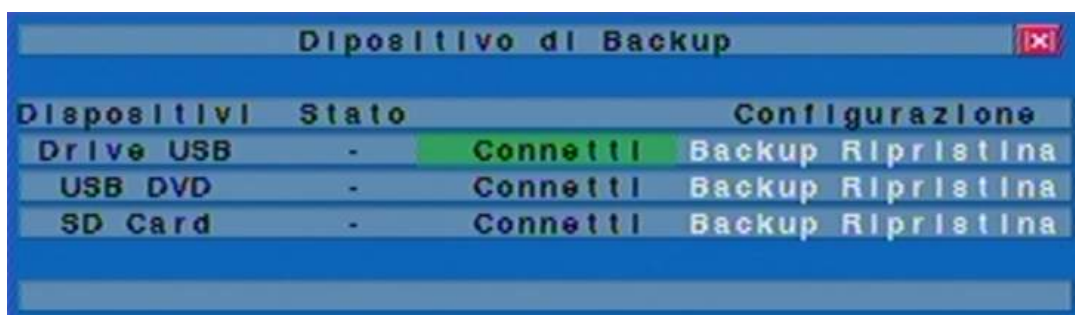 Dipositivo di Backup
Dispositivi Stato Configurazione
Drive USB - Connetti Backup Ripristina
USB DVD - Connetti Backup Ripristina
SD Card - Connetti Backup Ripristina